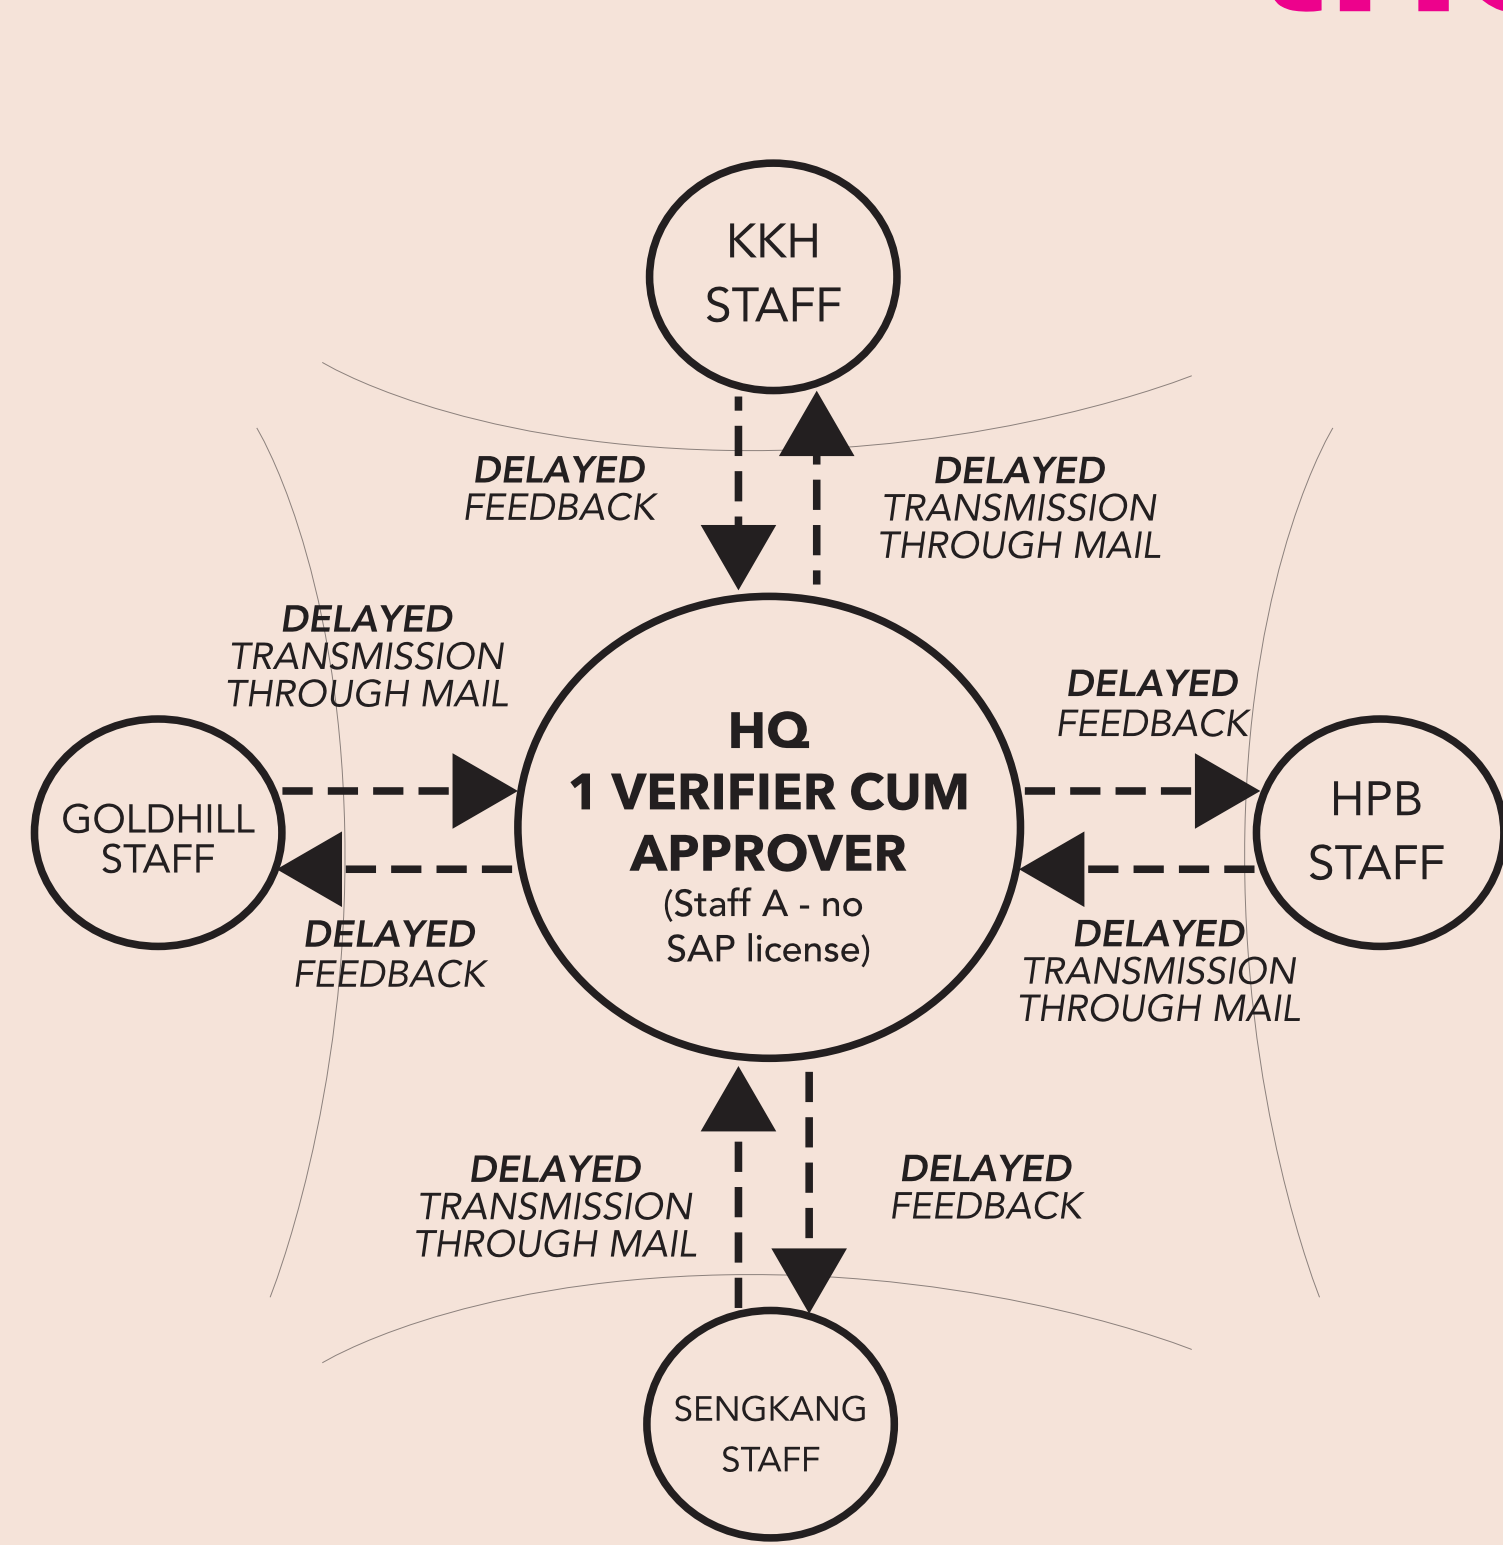 KKH
STAFF
DELAYED
FEEDBACK
DELAYED
TRANSMISSION
THROUGH MAIL
DELAYED
TRANSMISSION
THROUGH MAIL
DELAYED
FEEDBACK
GOLDHILL
STAFF
HQ
1 VERIFIER CUM
APPROVER
(Staff A - no
SAP license)
HPB
STAFF
DELAYED
FEEDBACK
DELAYED
TRANSMISSION
THROUGH MAIL
DELAYED
TRANSMISSION
THROUGH MAIL
DELAYED
FEEDBACK
SENGKANG
STAFF